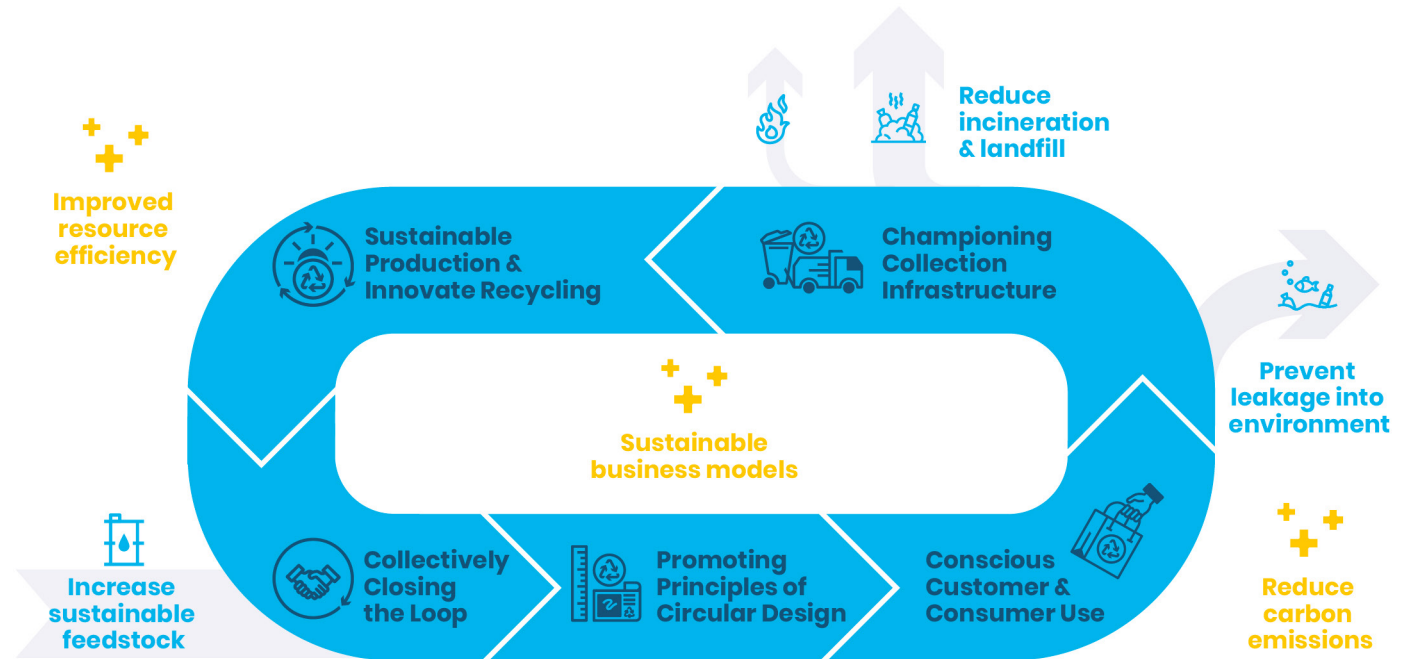 Reduce
incineration
& landfill
Improved
resource
efficiency
Sustainable
Production &
Innovate Recycling
Championing
Collection
Infrastructure
Prevent
leakage into
environment
Sustainable
business models
Increase
sustainable
feedstock
Collectively
Closing
the Loop
Promoting
Principles of
Circular Design
Conscious
Customer &
Consumer Use
Reduce
carbon
emissions